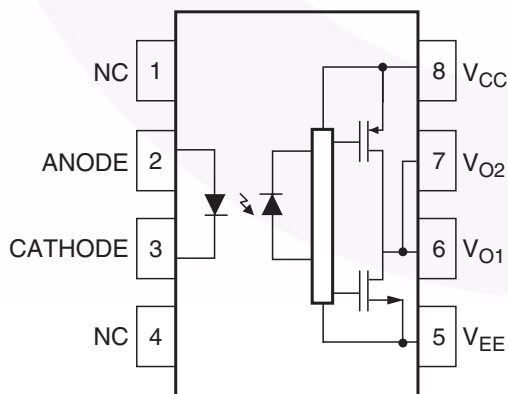 NC 1
8 VCC
ANODE 2
7 VO2
CATHODE 3
6 VO1
NC 4
5 VEE